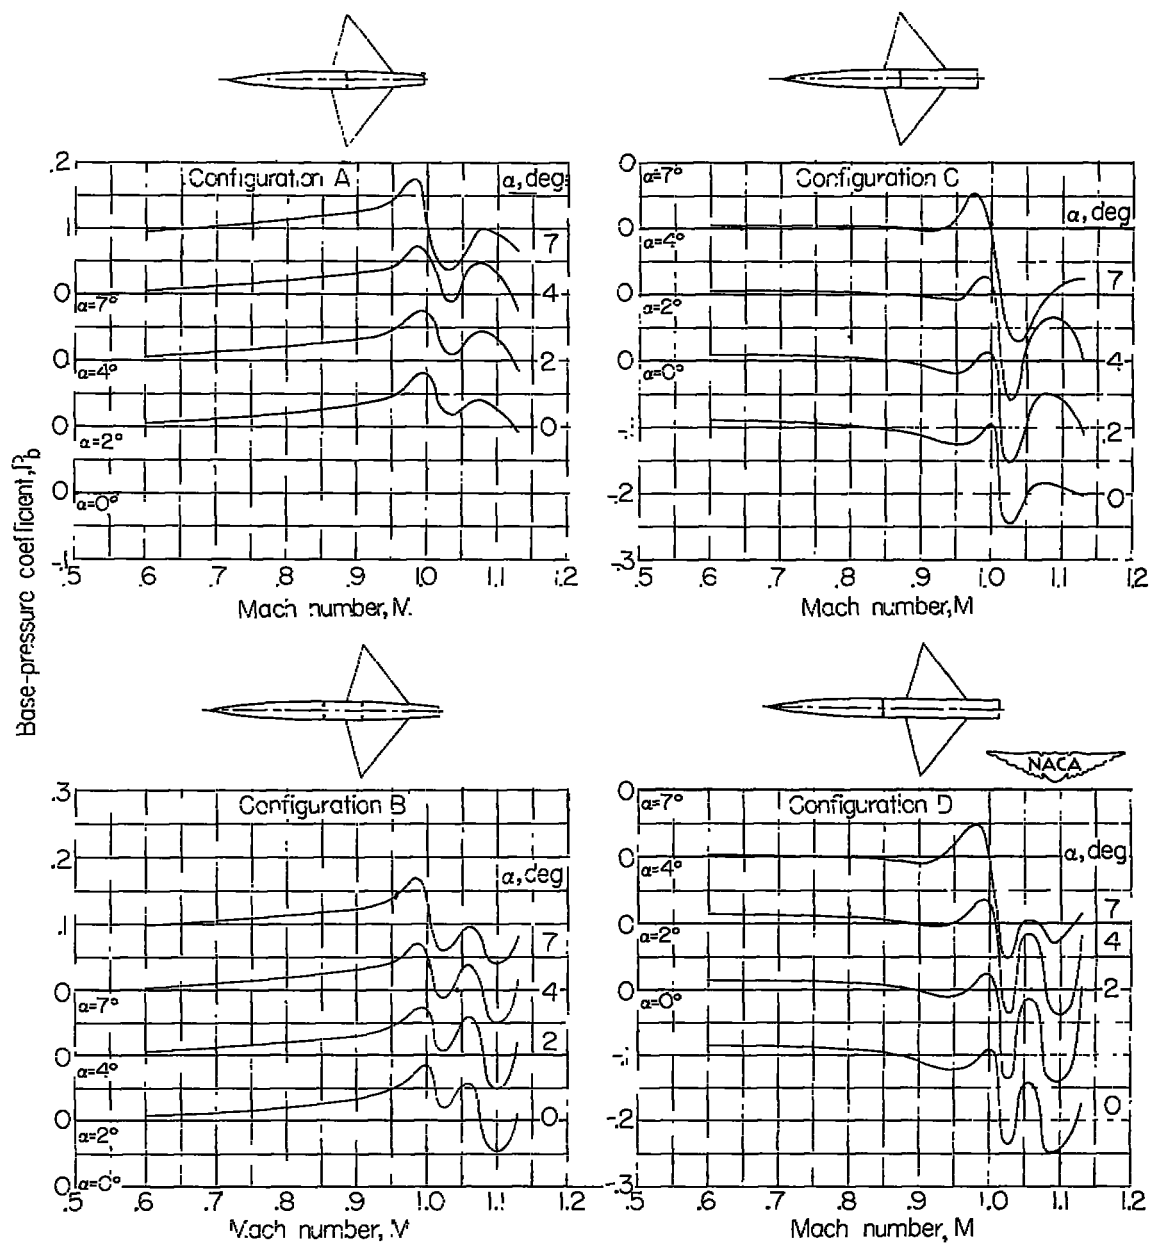 Base-pressure coefficient, Pb
.2
Configuration A
α, deg
.1
7
0
α=7°
4
0
α=4°
2
0
α=2°
0
0
α=0°
-.1
.5 .6 .7 .8 .9 1.0 1.1 1.2
Mach number, M
0
α=7°
Configuration C
α, deg
0
α=4°
7
0
α=2°
0
α=0°
4
-.1
2
-.2
0
-.3
.5 .6 .7 .8 .9 1.0 1.1 1.2
Mach number, M
NACA
.3
Configuration B
.2
α, deg
.1
7
0
α=7°
4
0
α=4°
2
0
α=2°
0
0
α=0°
.5 .6 .7 .8 .9 1.0 1.1 1.2
Mach number, M
0
α=7°
Configuration D
α, deg
0
α=4°
7
0
α=2°
4
0
α=0°
2
-.1
0
-.2
-.3
.5 .6 .7 .8 .9 1.0 1.1 1.2
Mach number, M